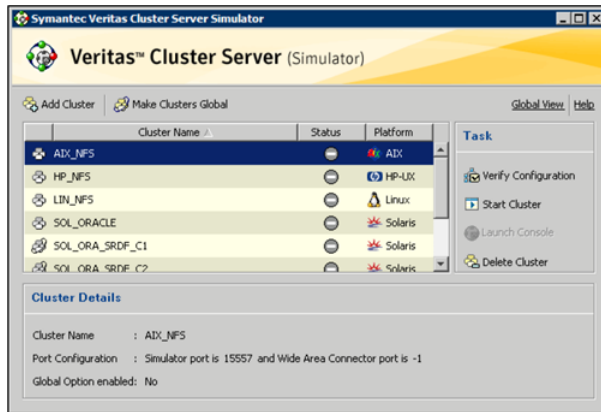 Symantec Veritas Cluster Server Simulator
Veritas™ Cluster Server (Simulator)
Add Cluster
Make Clusters Global
Global View
Help
Cluster Name
Status
Platform
AIX_NFS
AIX
HP_NFS
HP-UX
LIN_NFS
Linux
SOL_ORACLE
Solaris
SOL_ORA_SRDF_C1
Solaris
SOL_ORA_SRDF_C2
Solaris
Task
Verify Configuration
Start Cluster
Launch Console
Delete Cluster
Cluster Details
Cluster Name : AIX_NFS
Port Configuration : Simulator port is 15557 and Wide Area Connector port is -1
Global Option enabled: No